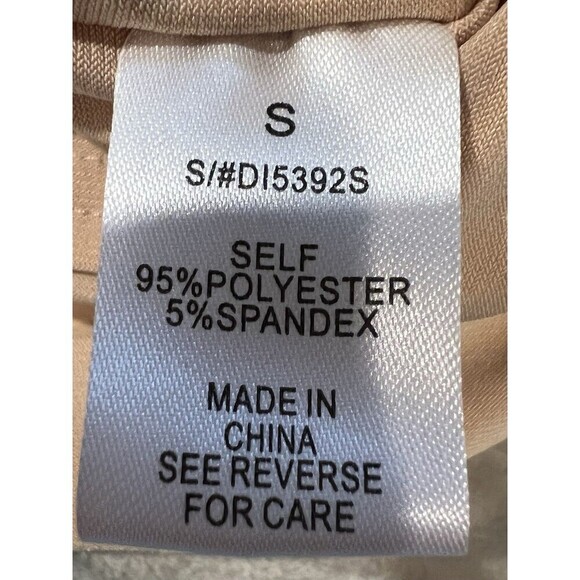 S
S/#DI5392S
SELF
95%POLYESTER
5%SPANDEX
MADE IN
CHINA
SEE REVERSE
FOR CARE